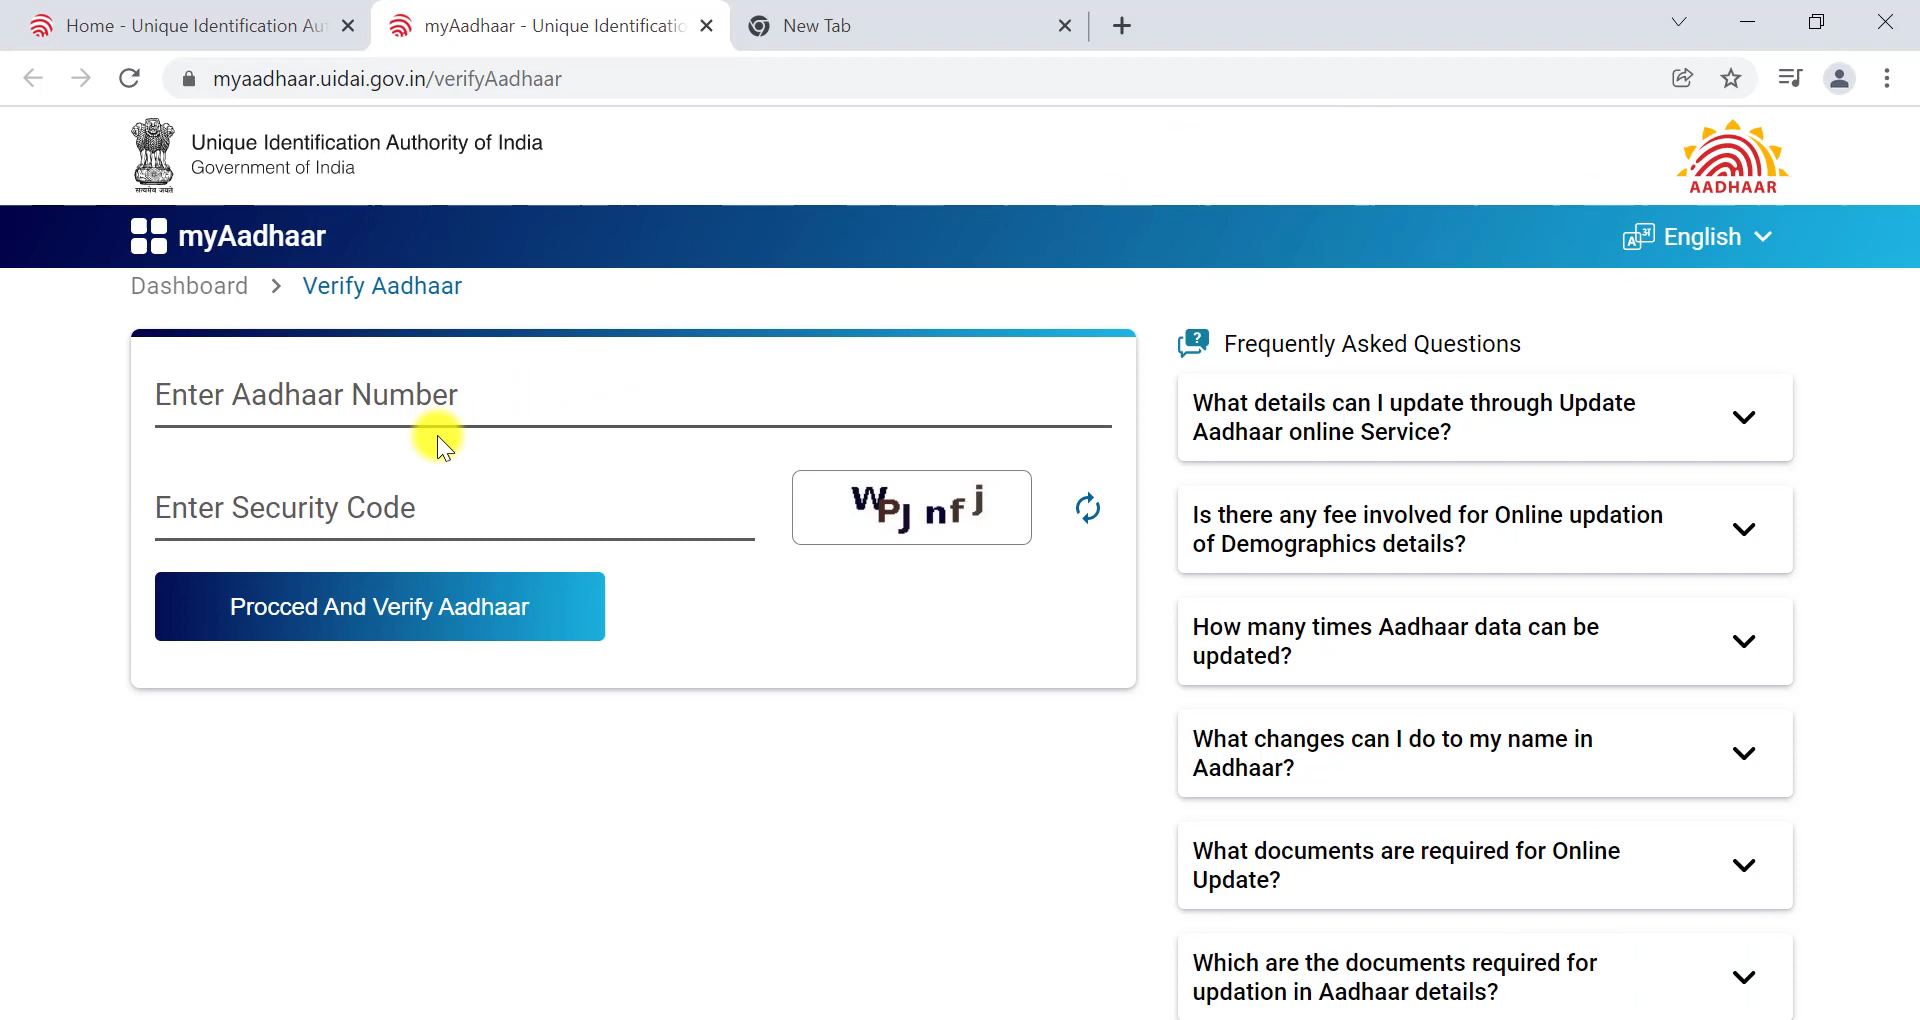 Home - Unique Identification Au
myAadhaar - Unique Identificatio
New Tab
myaadhaar.uidai.gov.in/verifyAadhaar
सत्यमेव जयते
Unique Identification Authority of India
Government of India
AADHAAR
myAadhaar
English
Dashboard > Verify Aadhaar
Enter Aadhaar Number
Enter Security Code
WPJnfj
Procced And Verify Aadhaar
Frequently Asked Questions
What details can I update through Update
Aadhaar online Service?
Is there any fee involved for Online updation
of Demographics details?
How many times Aadhaar data can be
updated?
What changes can I do to my name in
Aadhaar?
What documents are required for Online
Update?
Which are the documents required for
updation in Aadhaar details?